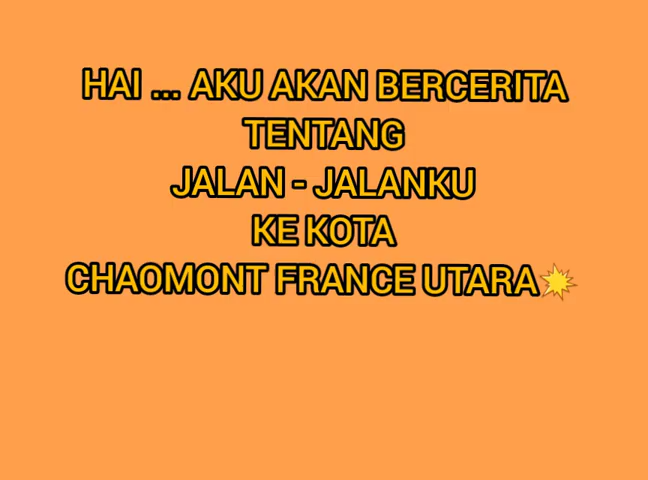 HAI ... AKU AKAN BERCERITA
TENTANG
JALAN - JALANKU
KE KOTA
CHAOMONT FRANCE UTARA